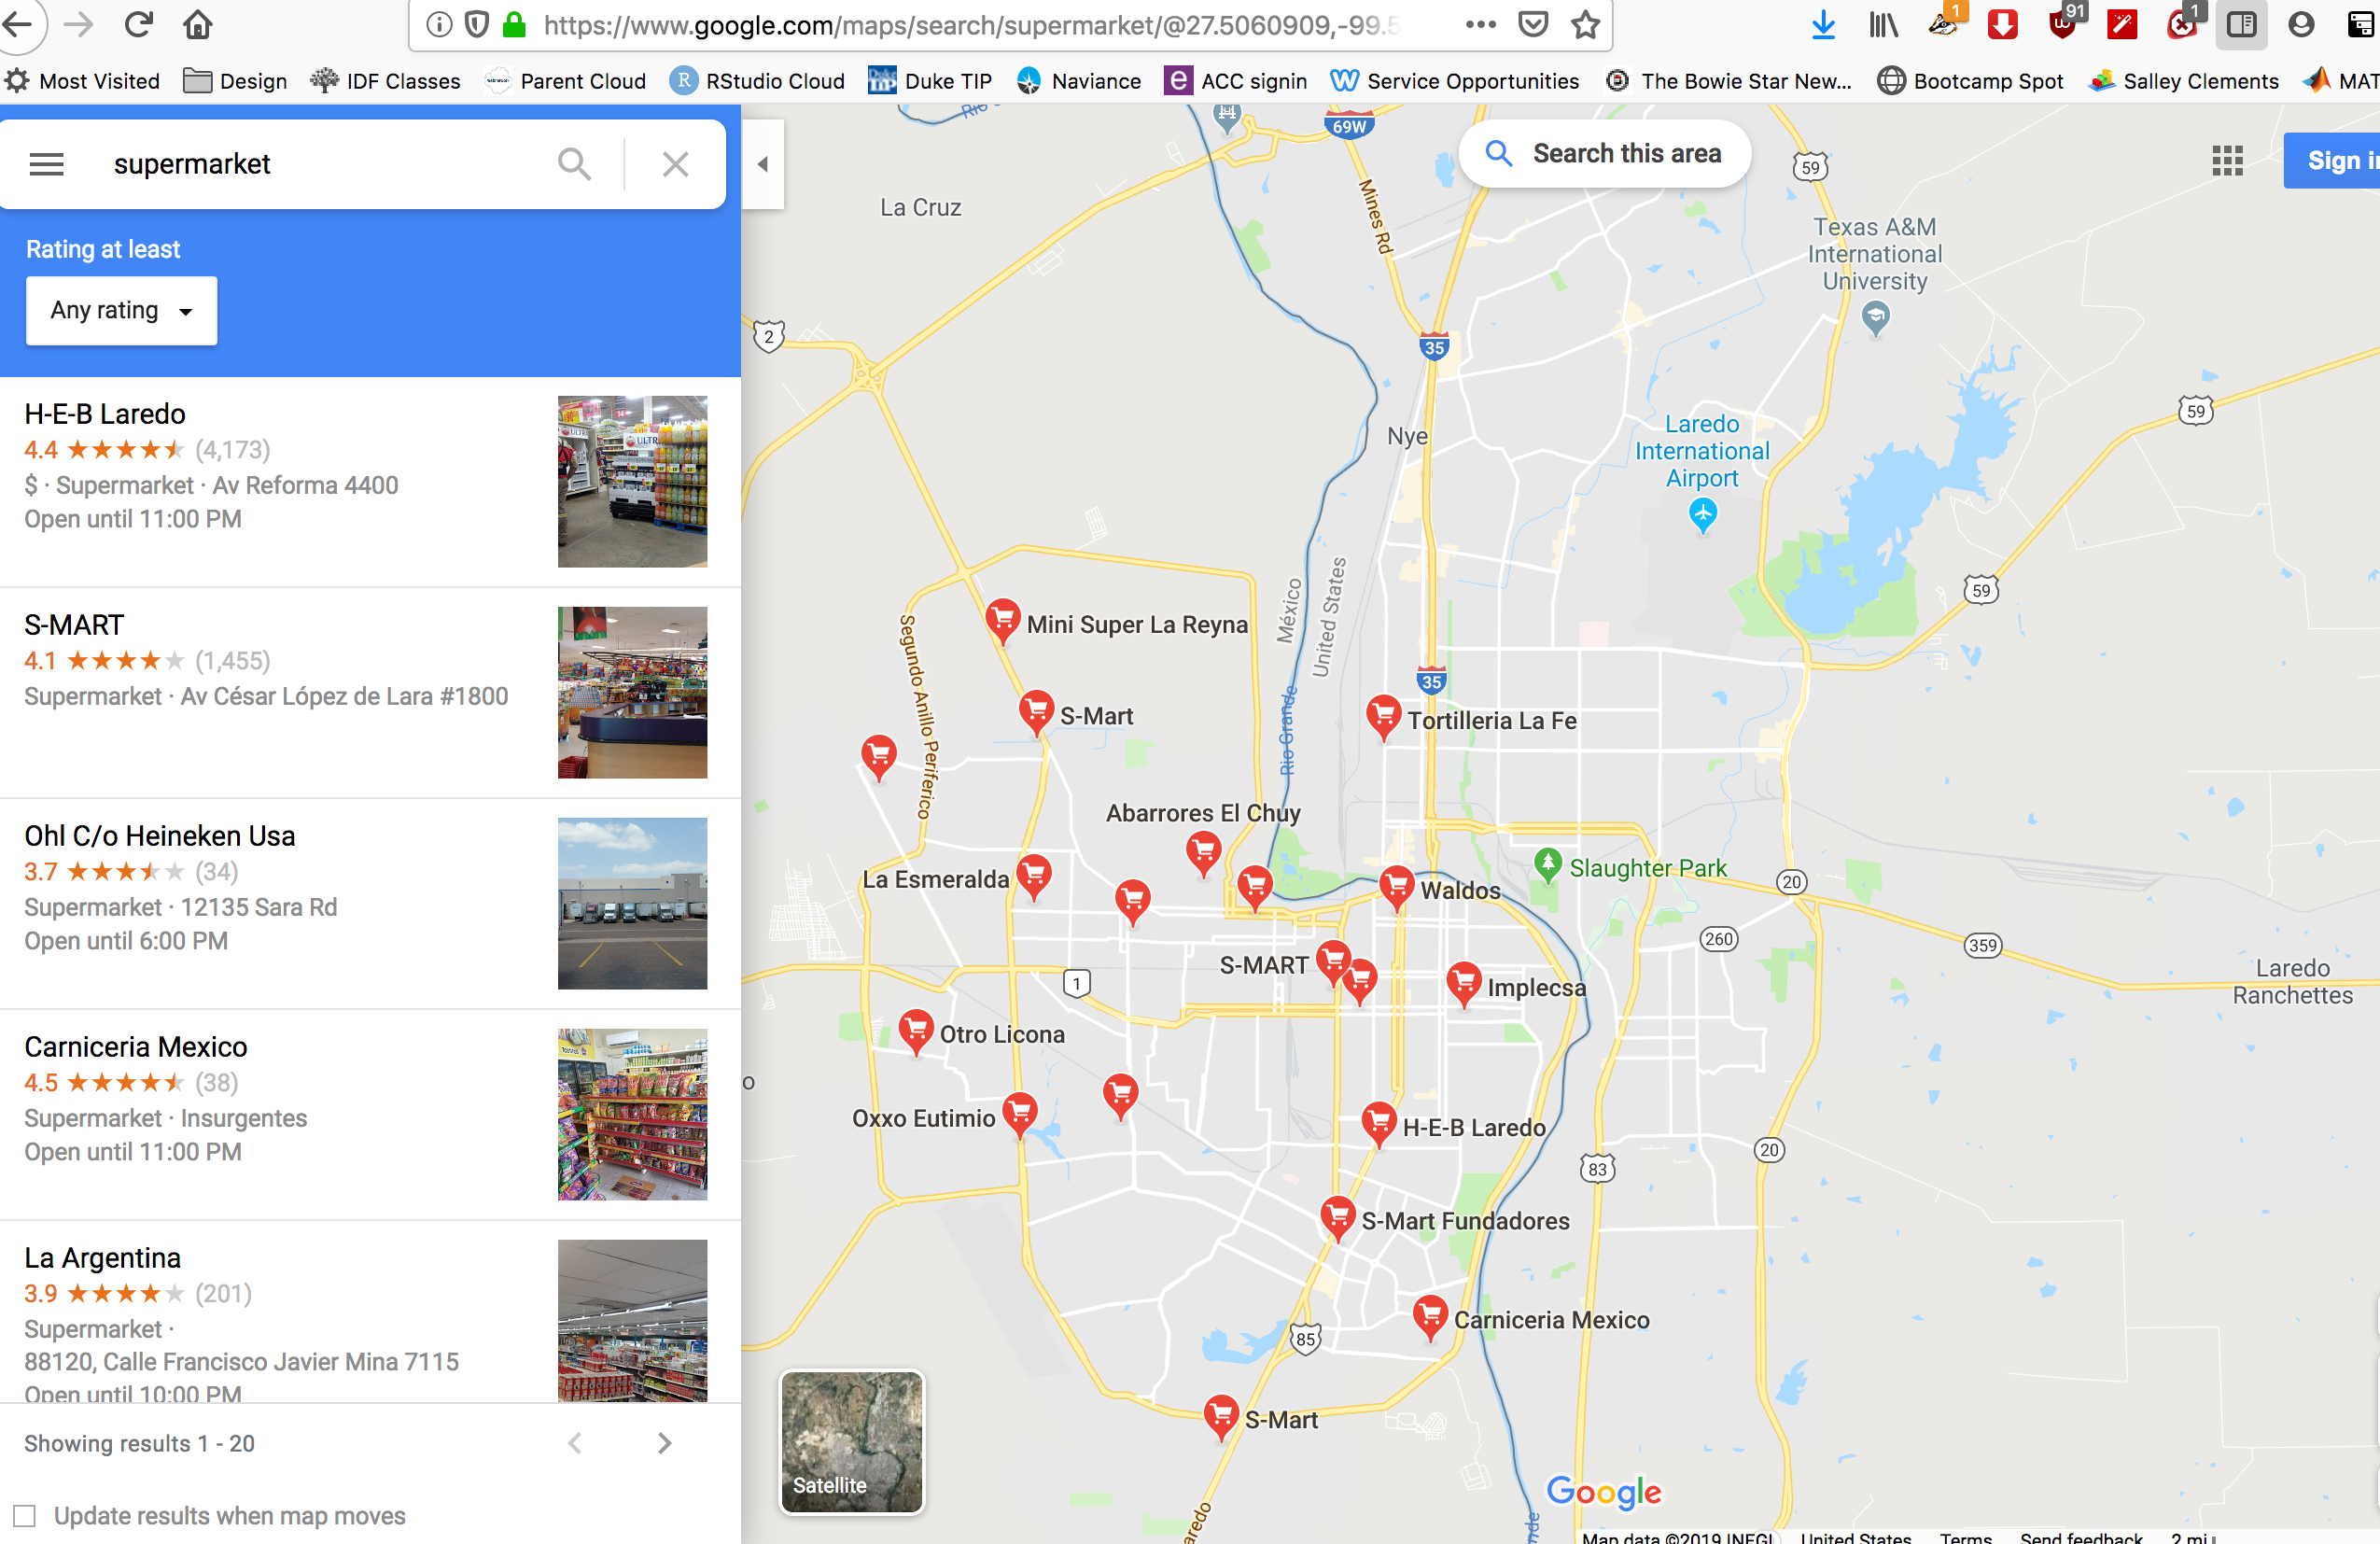 https://www.google.com/maps/search/supermarket/@27.5060909,-99.5
1
91
1
Most Visited
Design
IDF Classes
Parent Cloud
RStudio Cloud
Duke TIP
Naviance
ACC signin
Service Opportunities
The Bowie Star New...
Bootcamp Spot
Salley Clements
MAT
supermarket
Rating at least
Any rating
H-E-B Laredo
4.4 (4,173)
$ · Supermarket · Av Reforma 4400
Open until 11:00 PM
S-MART
4.1 (1,455)
Supermarket · Av César López de Lara #1800
Ohl C/o Heineken Usa
3.7 (34)
Supermarket · 12135 Sara Rd
Open until 6:00 PM
Carniceria Mexico
4.5 (38)
Supermarket · Insurgentes
Open until 11:00 PM
La Argentina
3.9 (201)
Supermarket ·
88120, Calle Francisco Javier Mina 7115
Open until 10:00 PM
Showing results 1 - 20
Update results when map moves
Search this area
Sign in
69W
59
La Cruz
Mines Rd
Texas A&M
International
University
2
35
59
Nye
Laredo
International
Airport
59
México
United States
Mini Super La Reyna
Segundo Anillo Periferico
35
S-Mart
Rio Grande
Tortilleria La Fe
Abarrores El Chuy
Slaughter Park
La Esmeralda
Waldos
20
260
359
S-MART
1
Implecsa
Laredo
Ranchettes
Otro Licona
Oxxo Eutimio
H-E-B Laredo
20
83
S-Mart Fundadores
Carniceria Mexico
85
S-Mart
Satellite
Google
Map data ©2019 INEGI
United States
Terms
Send feedback
2 mi